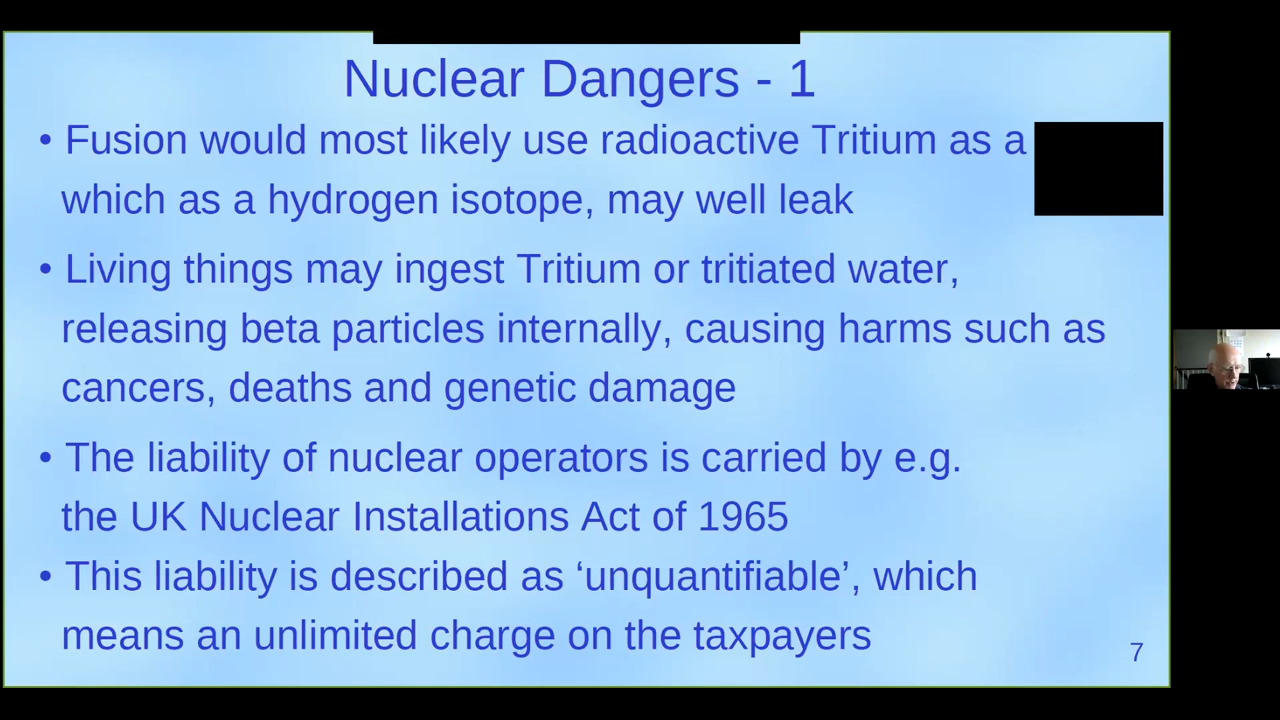 Nuclear Dangers - 1
• Fusion would most likely use radioactive Tritium as a
which as a hydrogen isotope, may well leak
• Living things may ingest Tritium or tritiated water,
releasing beta particles internally, causing harms such as
cancers, deaths and genetic damage
• The liability of nuclear operators is carried by e.g.
the UK Nuclear Installations Act of 1965
• This liability is described as ‘unquantifiable’, which
means an unlimited charge on the taxpayers
7